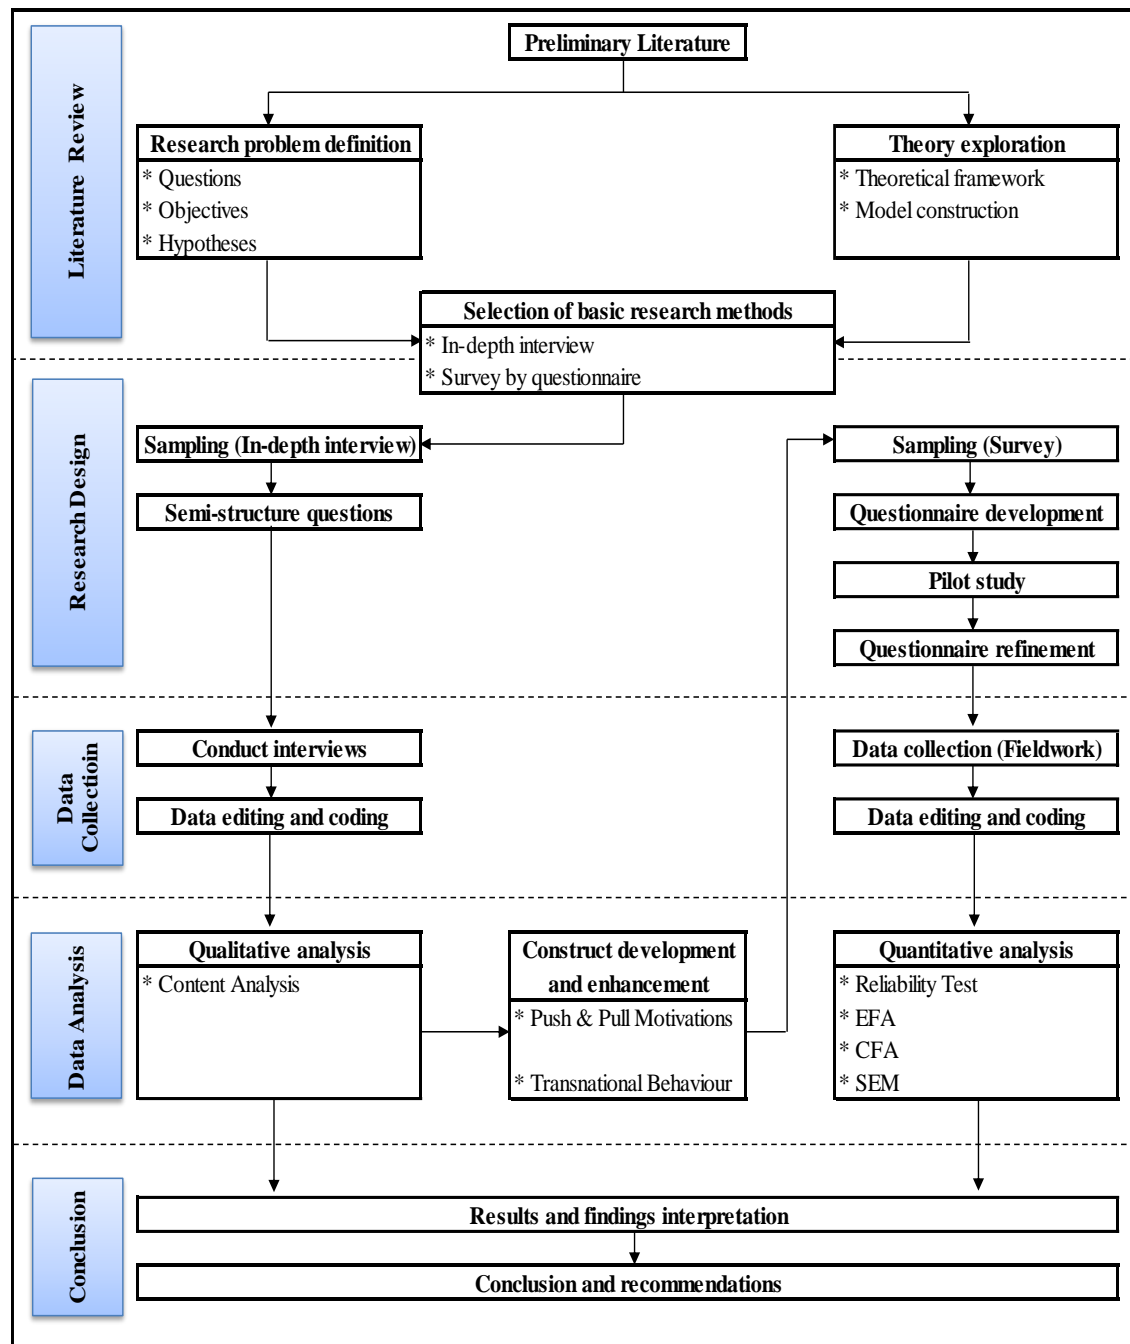 Literature Review
Preliminary Literature
Research problem definition
* Questions
* Objectives
* Hypotheses
Theory exploration
* Theoretical framework
* Model construction
Selection of basic research methods
* In-depth interview
* Survey by questionnaire
Research Design
Sampling (In-depth interview)
Semi-structure questions
Sampling (Survey)
Questionnaire development
Pilot study
Questionnaire refinement
Data
Collectioin
Conduct interviews
Data editing and coding
Data collection (Fieldwork)
Data editing and coding
Data Analysis
Qualitative analysis
* Content Analysis
Construct development
and enhancement
* Push & Pull Motivations
* Transnational Behaviour
Quantitative analysis
* Reliability Test
* EFA
* CFA
* SEM
Conclusion
Results and findings interpretation
Conclusion and recommendations